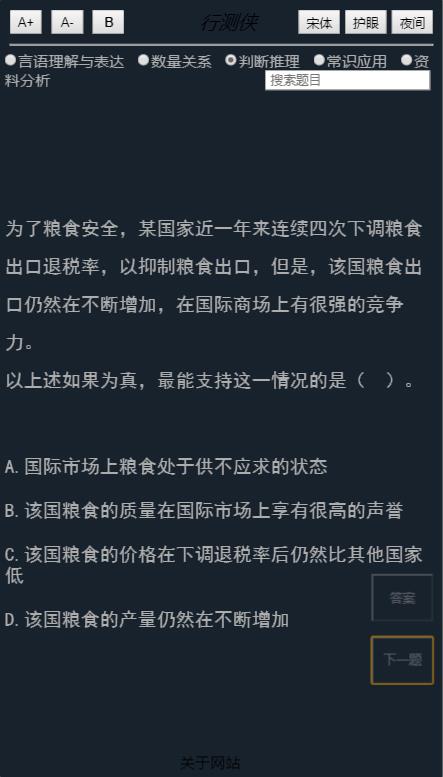 A+ A- B 行测侠 宋体 护眼 夜间
言语理解与表达 数量关系 判断推理 常识应用 资
料分析 搜索题目
为了粮食安全，某国家近一年来连续四次下调粮食
出口退税率，以抑制粮食出口，但是，该国粮食出
口仍然在不断增加，在国际商场上有很强的竞争
力。
以上述如果为真，最能支持这一情况的是（ ）。
A.国际市场上粮食处于供不应求的状态
B.该国粮食的质量在国际市场上享有很高的声誉
C.该国粮食的价格在下调退税率后仍然比其他国家
低
答案
D.该国粮食的产量仍然在不断增加
下一题
关于网站